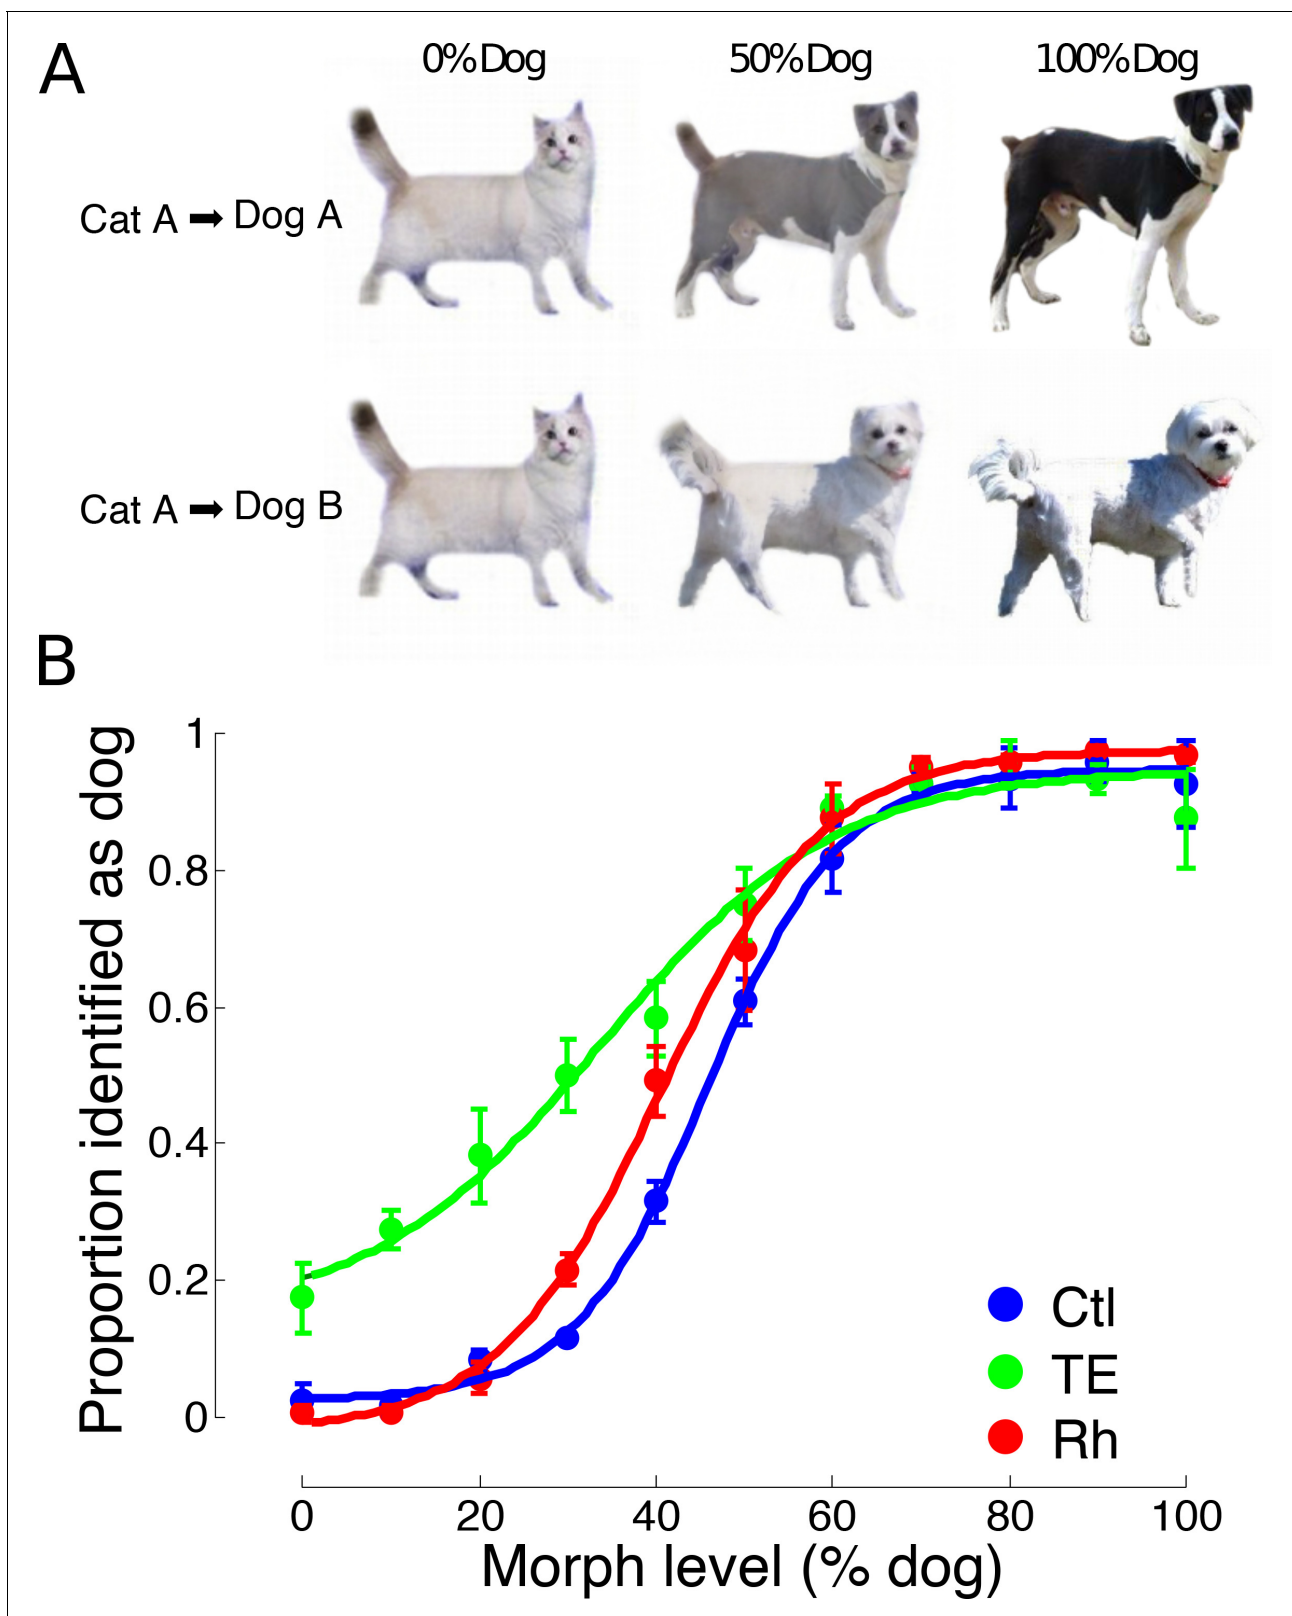 A
0% Dog 50% Dog 100% Dog
Cat A ➡ Dog A
Cat A ➡ Dog B
B
Proportion identified as dog
1
0.8
0.6
0.4
0.2
0
Ctl
TE
Rh
0 20 40 60 80 100
Morph level (% dog)